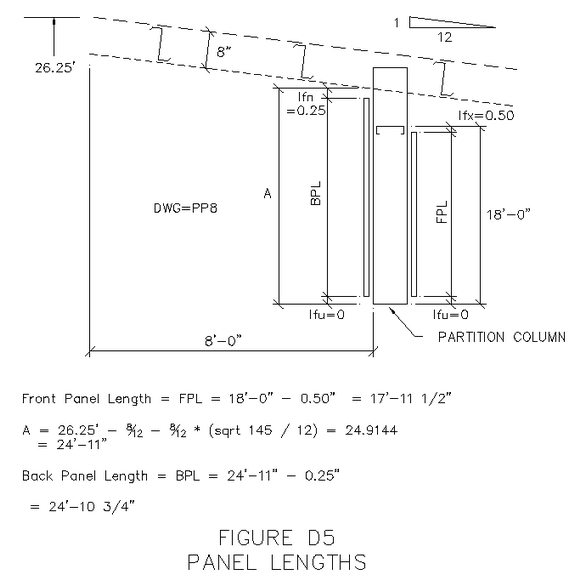 1
12
8"
26.25'
lfn
=0.25
lfx=0.50
A
BPL
FPL
DWG=PP8
18'-0"
lfu=0
lfu=0
8'-0"
PARTITION COLUMN
Front Panel Length = FPL = 18'-0" - 0.50" = 17'-11 1/2"
A = 26.25' - 8/12 - 8/12 * (sqrt 145 / 12) = 24.9144
= 24'-11"
Back Panel Length = BPL = 24'-11" - 0.25"
= 24'-10 3/4"
FIGURE D5
PANEL LENGTHS